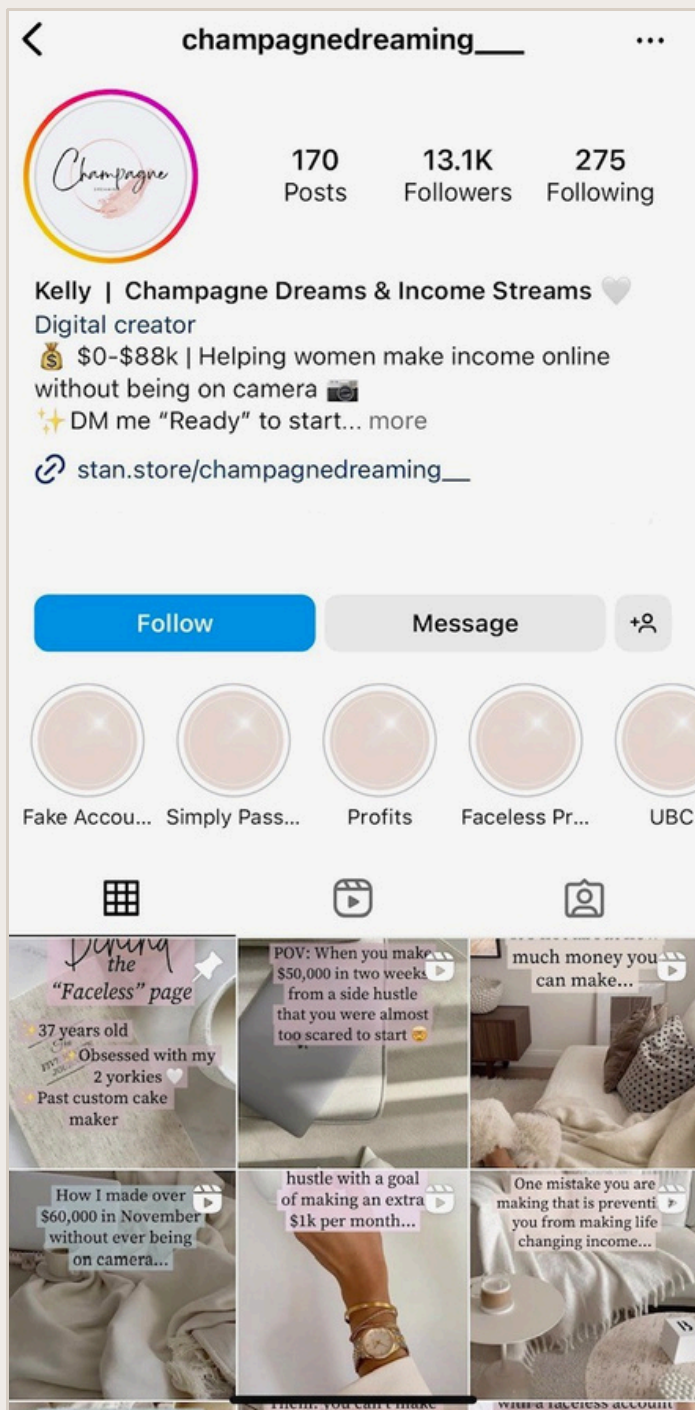 champagnedreaming___
Champagne
170
Posts
13.1K
Followers
275
Following
Kelly | Champagne Dreams & Income Streams 🤍
Digital creator
💰 $0-$88k | Helping women make income online
without being on camera 📷
✨ DM me “Ready” to start... more
stan.store/champagnedreaming__
Follow
Message
Fake Accou...
Simply Pass...
Profits
Faceless Pr...
UBC
the
“Faceless” page
✨37 years old
✨Obsessed with my
2 yorkies 🤍
✨Past custom cake
maker
POV: When you make
$50,000 in two weeks
from a side hustle
that you were almost
too scared to start 🤯
much money you
can make...
How I made over
$60,000 in November
without ever being
on camera...
hustle with a goal
of making an extra
$1k per month...
One mistake you are
making that is preventi
you from making life
changing income...
with a faceless account